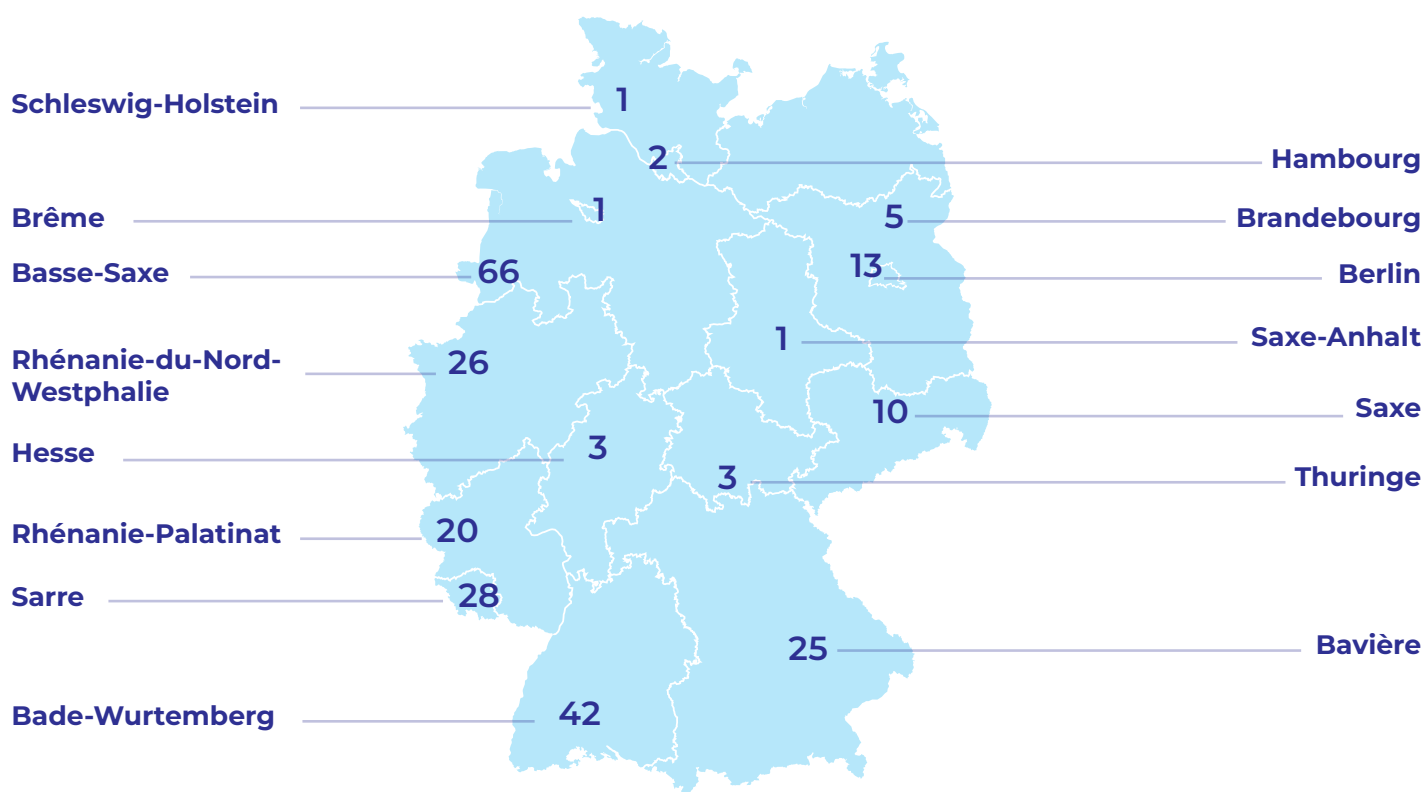 Schleswig-Holstein
1
2
Hambourg
Brême
1
5
Brandebourg
Basse-Saxe
66
13
Berlin
Rhénanie-du-Nord-
Westphalie
26
1
Saxe-Anhalt
10
Saxe
Hesse
3
3
Thuringe
Rhénanie-Palatinat
20
Sarre
28
25
Bavière
Bade-Wurtemberg
42